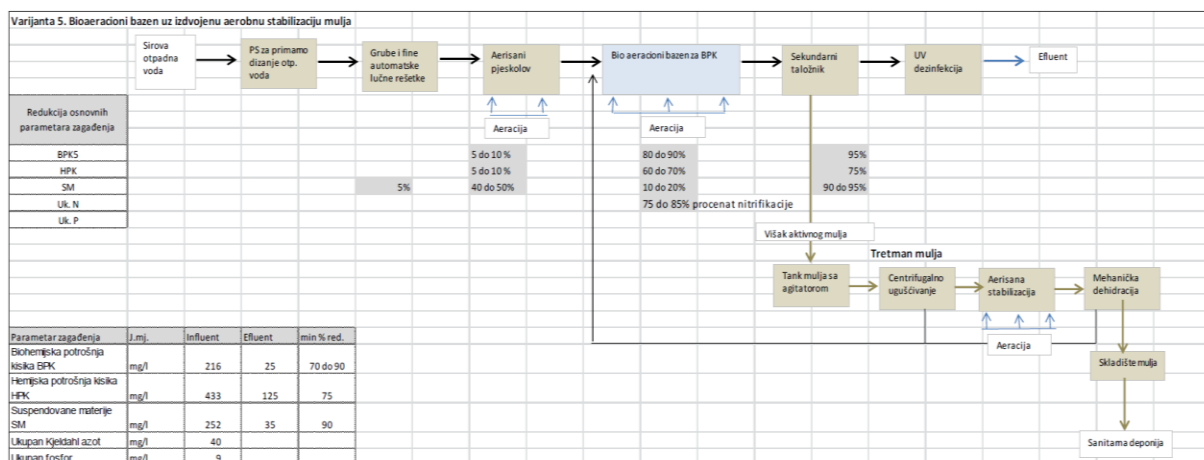 Varijanta 5. Bioaeracioni bazen uz izdvojenu aerobnu stabilizaciju mulja
Sirova
otpadna
voda
PS za primamo
dizanje otp.
voda
Grube i fine
automatske
lučne rešetke
Aerisani
pjeskolov
Bio aeracioni bazen za BPK
Sekundarni
taložnik
UV
dezinfekcija
Efluent
Redukcija osnovnih
parametara zagađenja
Aeracija
Aeracija
BPK5 5 do 10 % 80 do 90% 95%
HPK 5 do 10 % 60 do 70% 75%
SM 5% 40 do 50% 10 do 20% 90 do 95%
Uk. N 75 do 85% procenat nitrifikacije
Uk. P
Višak aktivnog mulja
Tretman mulja
Tank mulja sa
agitatorom
Centrifugalno
ugušćivanje
Aerisana
stabilizacija
Mehanička
dehidracija
Aeracija
Skladište mulja
Sanitarna deponija
Parametar zagađenja J.mj. Influent Efluent min % red.
Biohemijska potrošnja
kisika BPK mg/l 216 25 70 do 90
Hemijska potrošnja kisika
HPK mg/l 433 125 75
Suspendovane materije
SM mg/l 252 35 90
Ukupan Kjeldahl azot mg/l 40
Ukupan fosfor mg/l 9